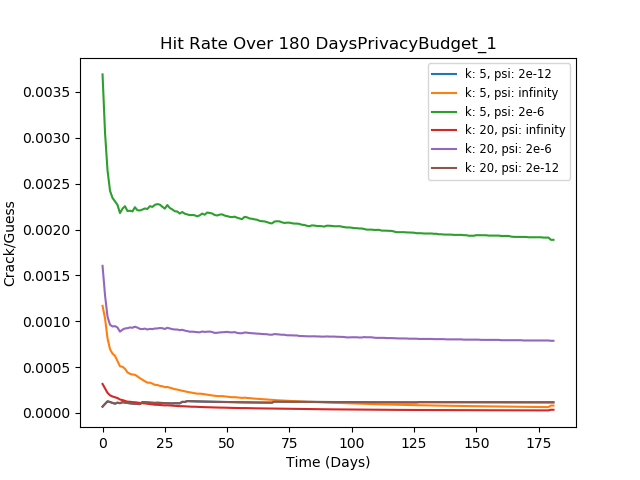 Hit Rate Over 180 DaysPrivacyBudget_1
k: 5, psi: 2e-12
k: 5, psi: infinity
k: 5, psi: 2e-6
k: 20, psi: infinity
k: 20, psi: 2e-6
k: 20, psi: 2e-12
Crack/Guess
0.0035
0.0030
0.0025
0.0020
0.0015
0.0010
0.0005
0.0000
0 25 50 75 100 125 150 175
Time (Days)